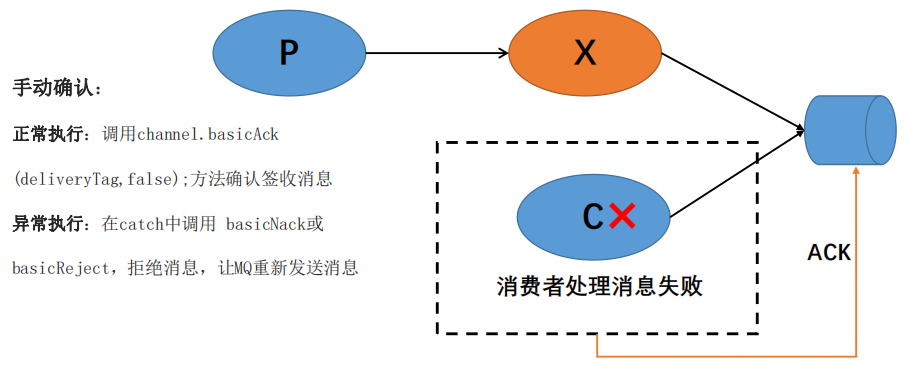 P
X
手动确认：
正常执行：调用channel.basicAck
(deliveryTag,false);方法确认签收消息
异常执行：在catch中调用 basicNack或
basicReject，拒绝消息，让MQ重新发送消息
C
消费者处理消息失败
ACK